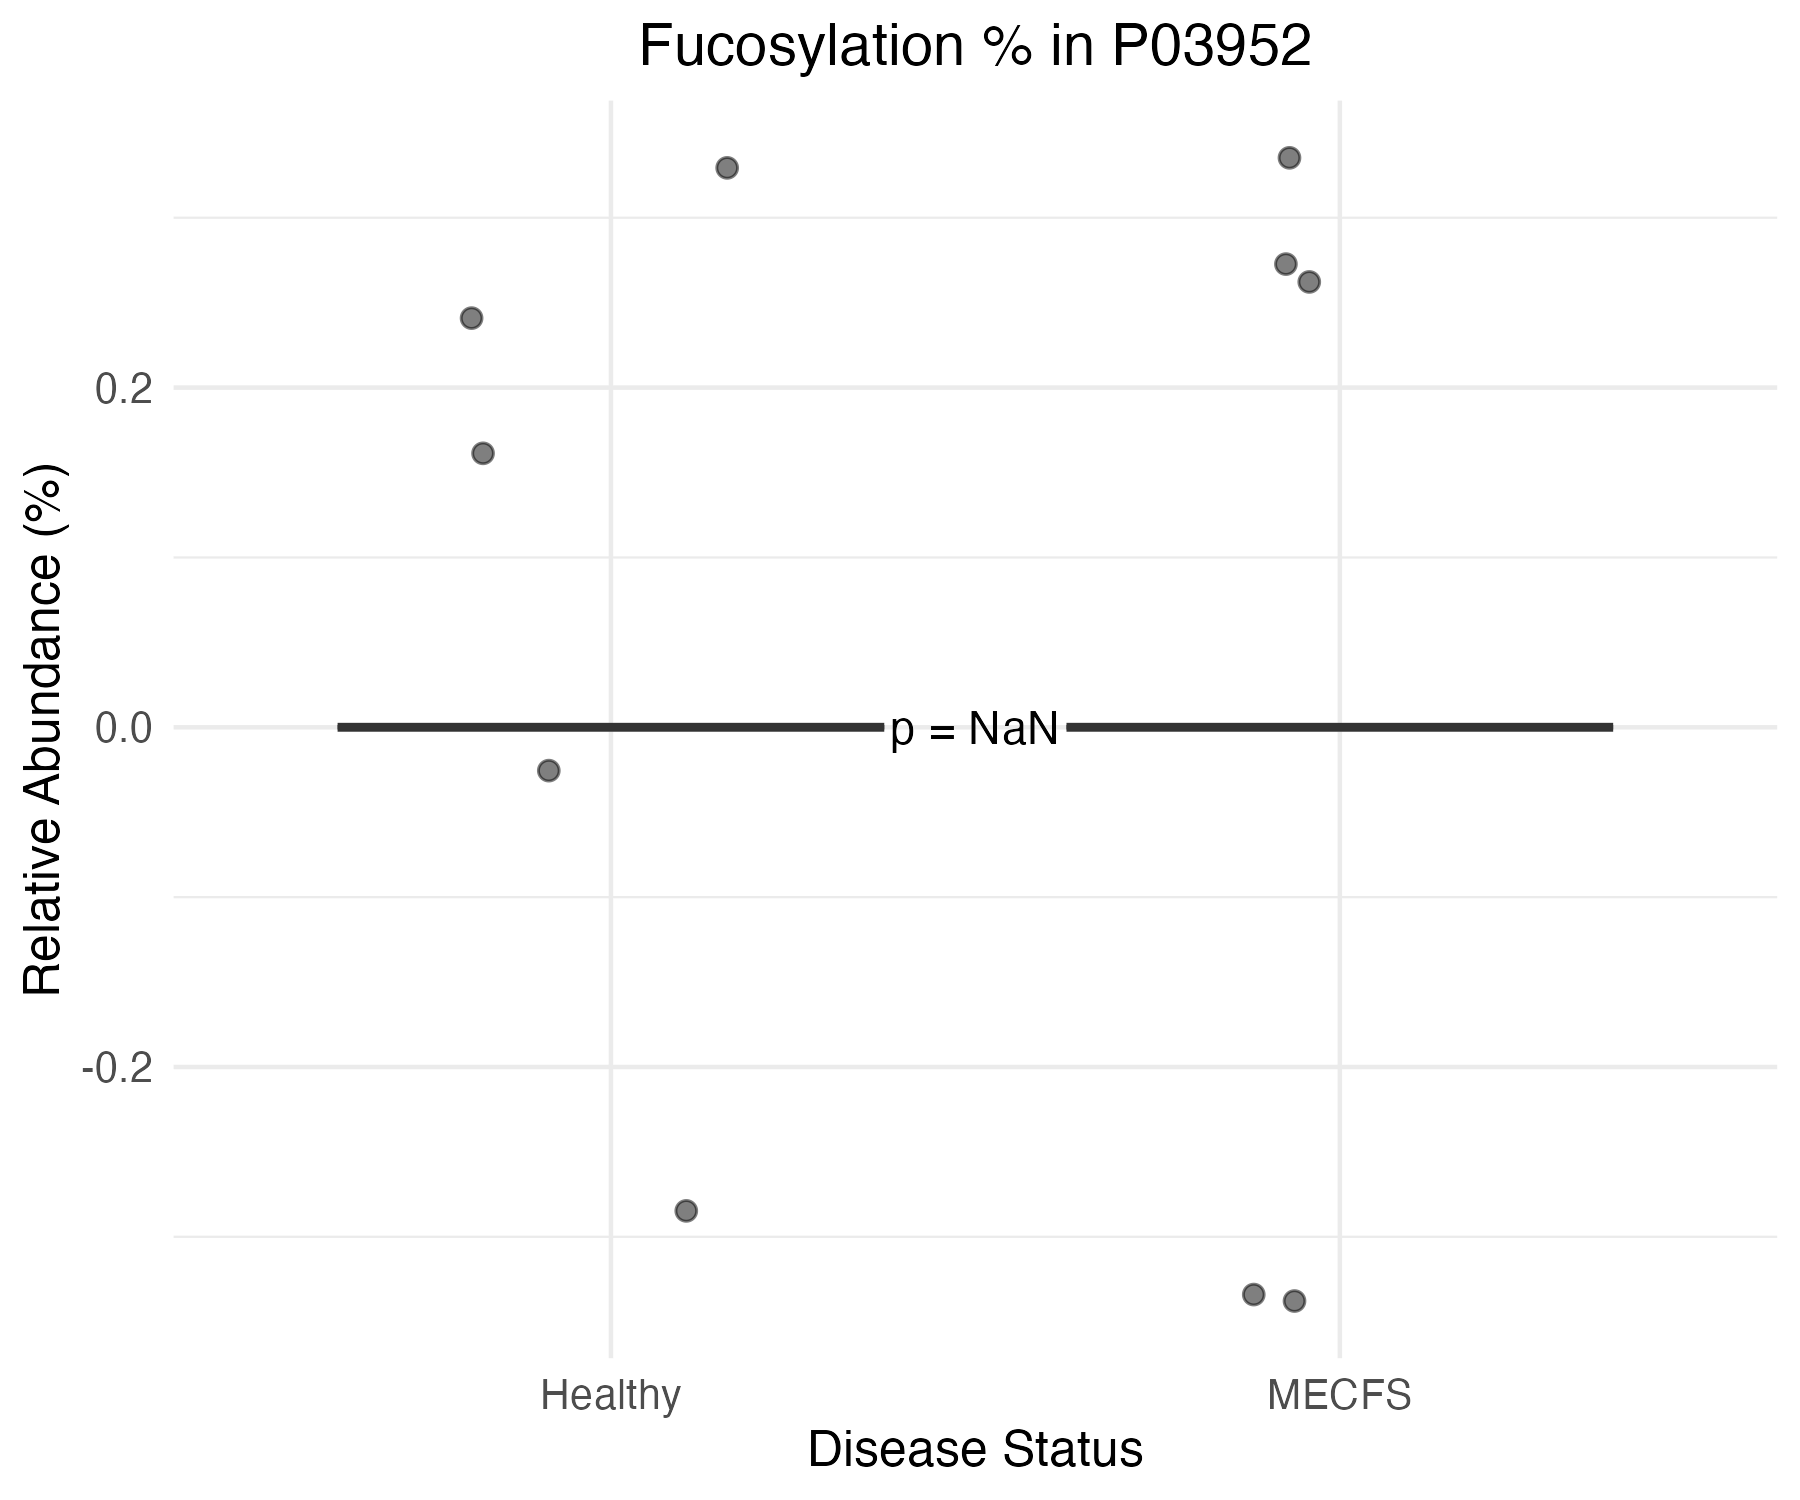 Fucosylation % in P03952
Relative Abundance (%)
0.2
0.0
-0.2
p = NaN
Healthy
MECFS
Disease Status